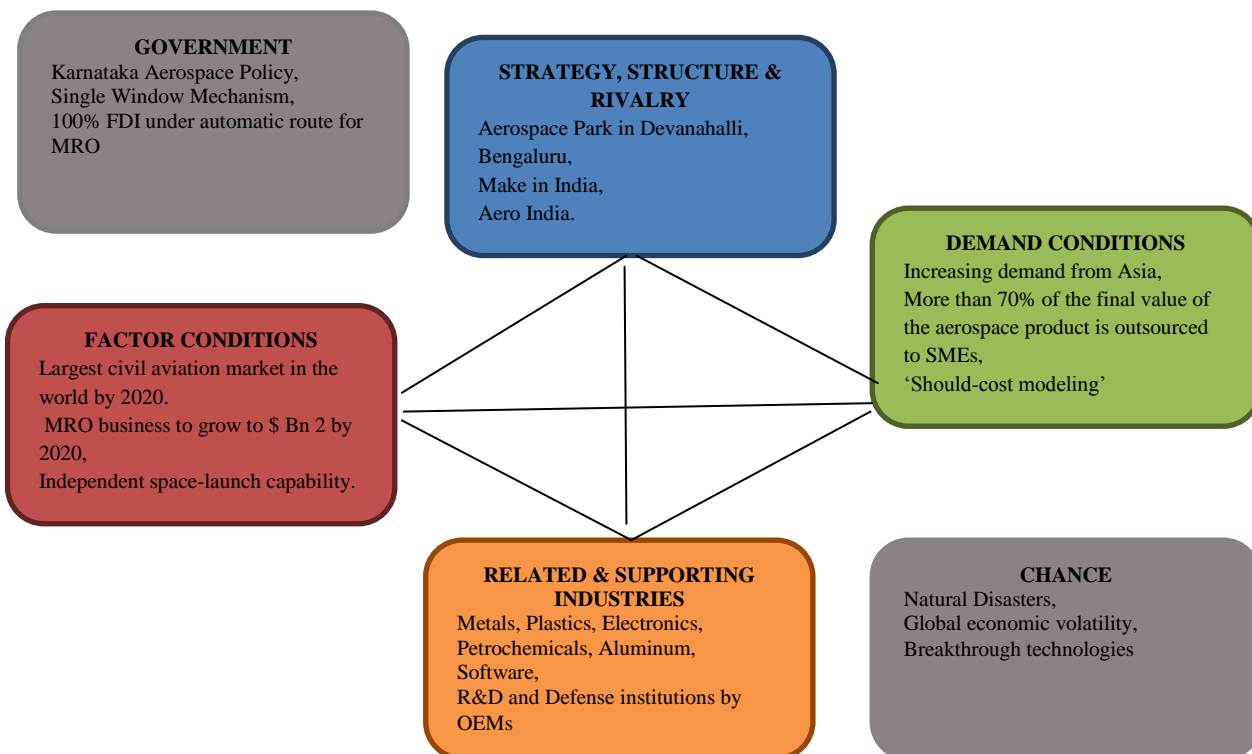 GOVERNMENT
Karnataka Aerospace Policy,
Single Window Mechanism,
100% FDI under automatic route for
MRO
STRATEGY, STRUCTURE &
RIVALRY
Aerospace Park in Devanahalli,
Bengaluru,
Make in India,
Aero India.
DEMAND CONDITIONS
Increasing demand from Asia,
More than 70% of the final value of
the aerospace product is outsourced
to SMEs,
‘Should-cost modeling’
FACTOR CONDITIONS
Largest civil aviation market in the
world by 2020.
MRO business to grow to $ Bn 2 by
2020,
Independent space-launch capability.
RELATED & SUPPORTING
INDUSTRIES
Metals, Plastics, Electronics,
Petrochemicals, Aluminum,
Software,
R&D and Defense institutions by
OEMs
CHANCE
Natural Disasters,
Global economic volatility,
Breakthrough technologies